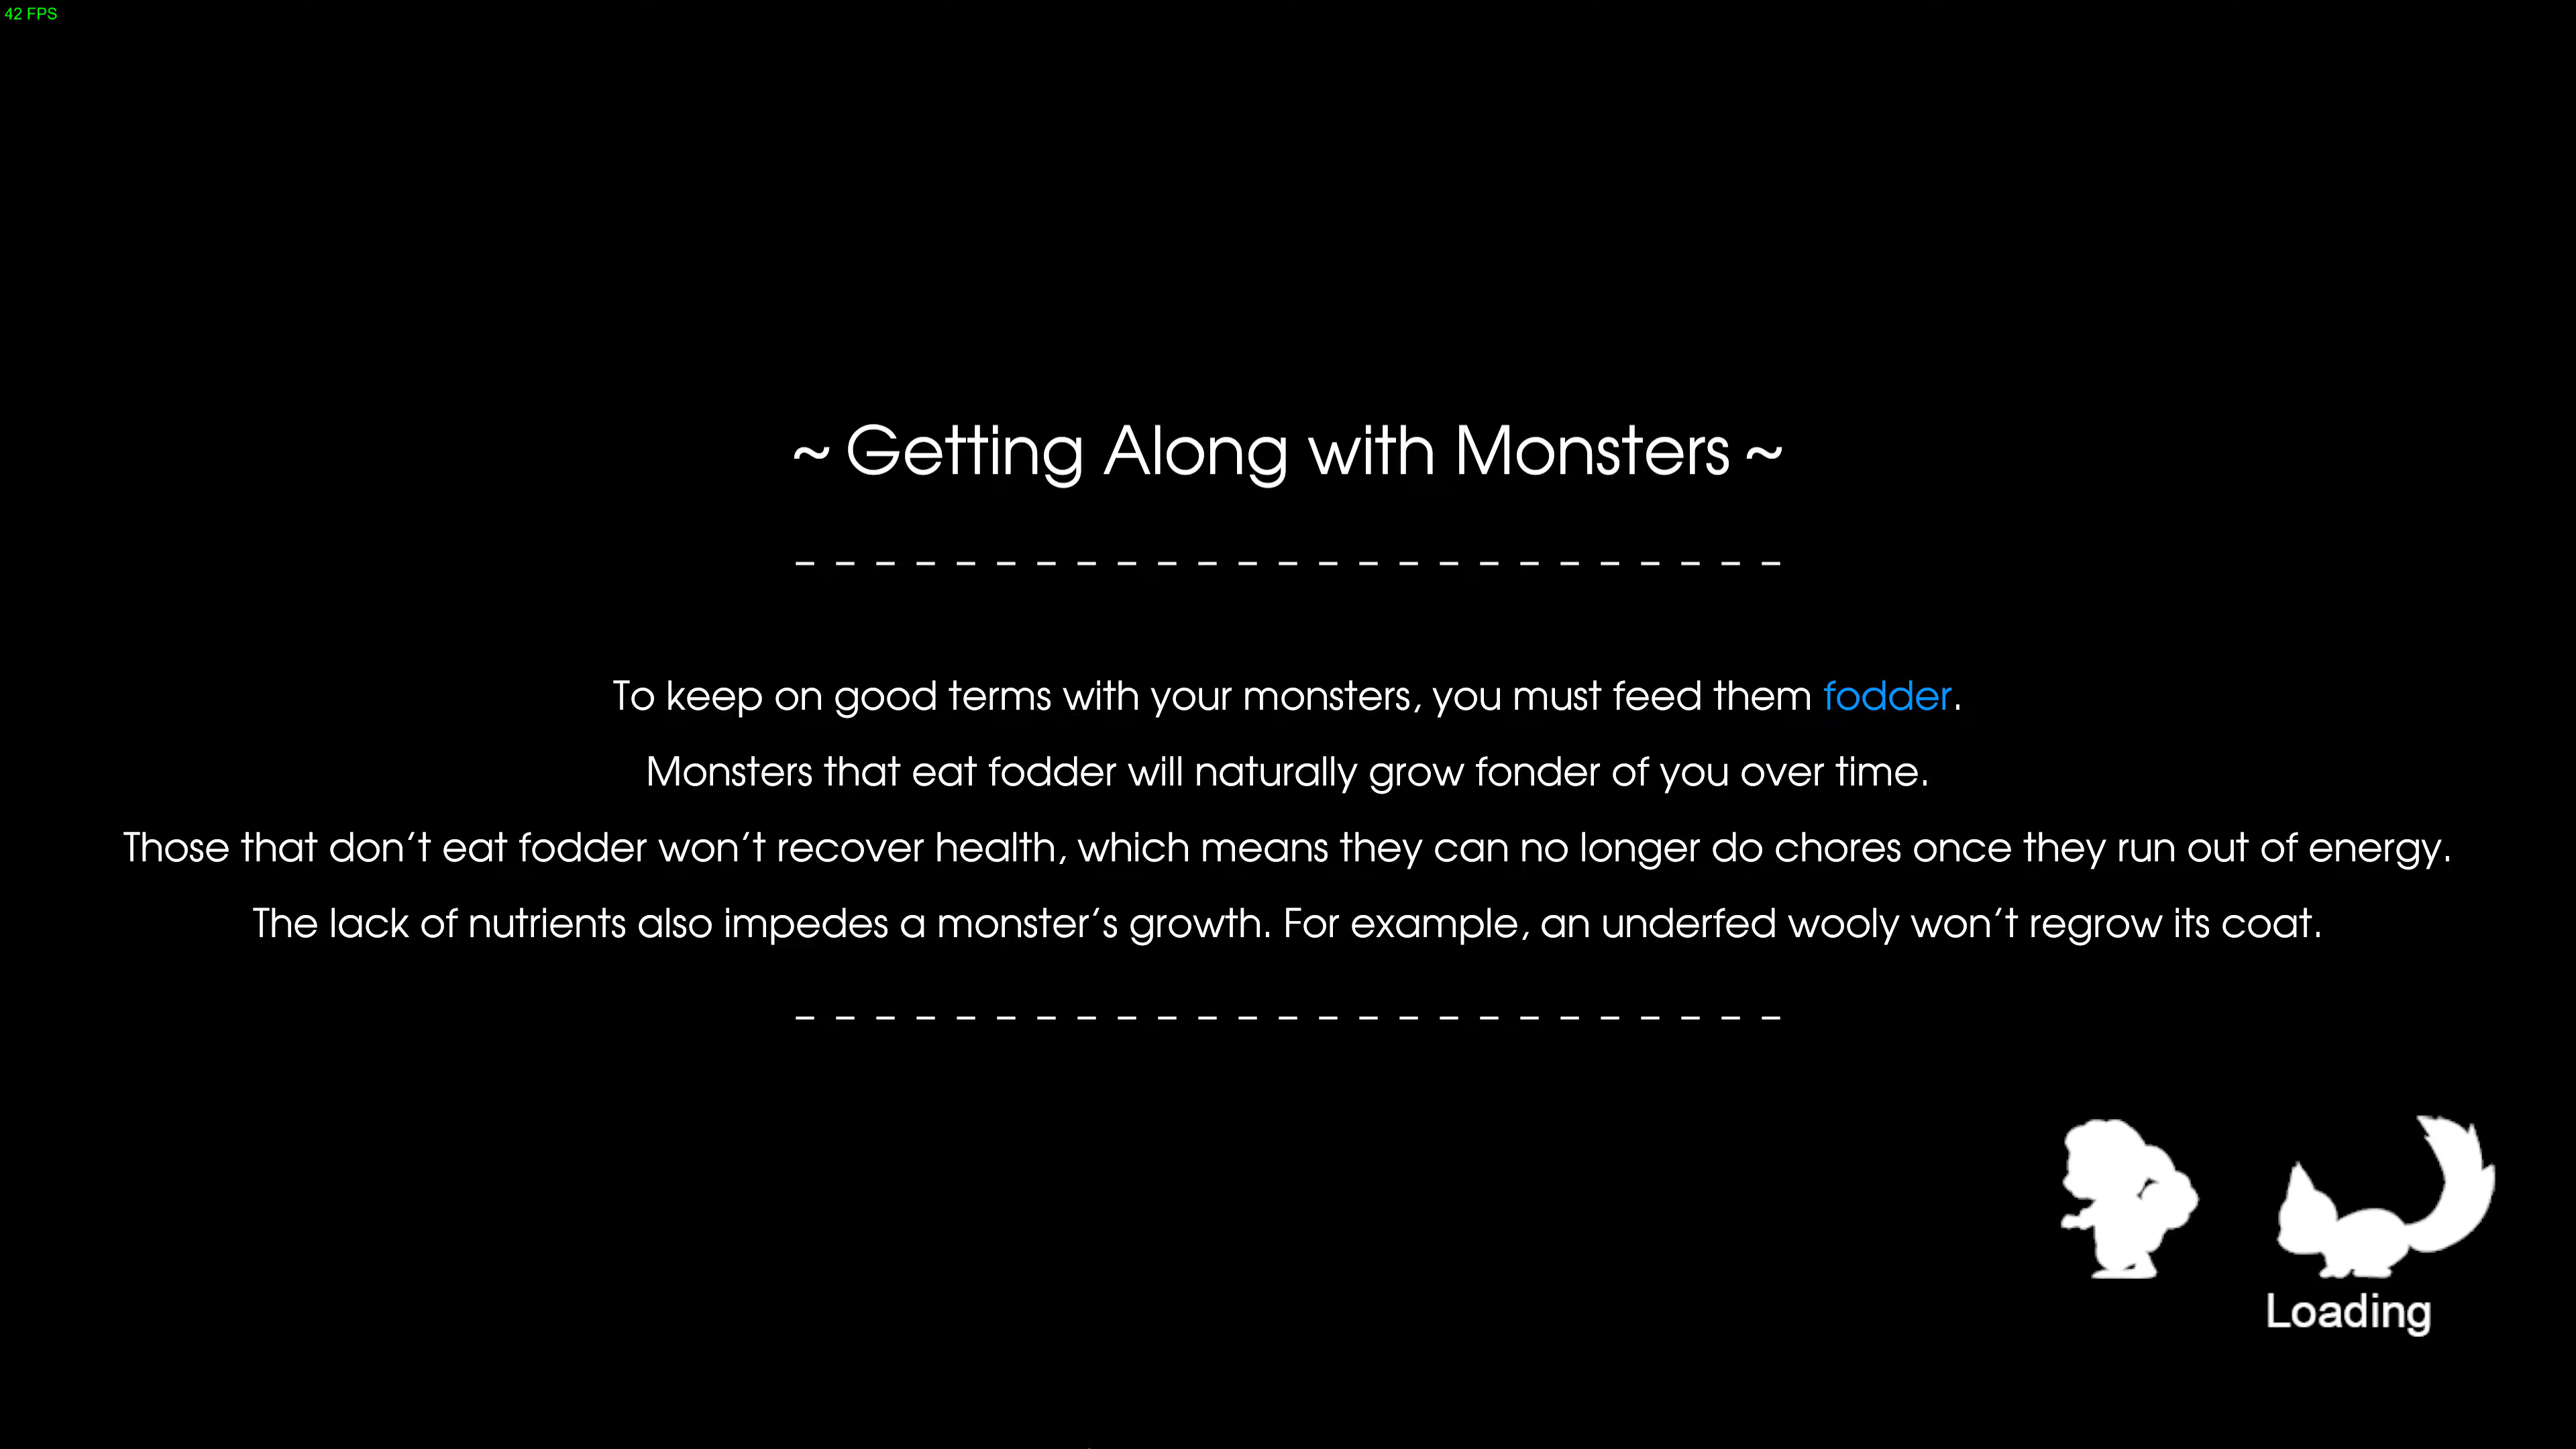 42 FPS
~ Getting Along with Monsters ~
– – – – – – – – – – – – – – – – – – – – – – – – –
To keep on good terms with your monsters, you must feed them fodder.
Monsters that eat fodder will naturally grow fonder of you over time.
Those that don’t eat fodder won’t recover health, which means they can no longer do chores once they run out of energy.
The lack of nutrients also impedes a monster’s growth. For example, an underfed wooly won’t regrow its coat.
– – – – – – – – – – – – – – – – – – – – – – – – –
Loading